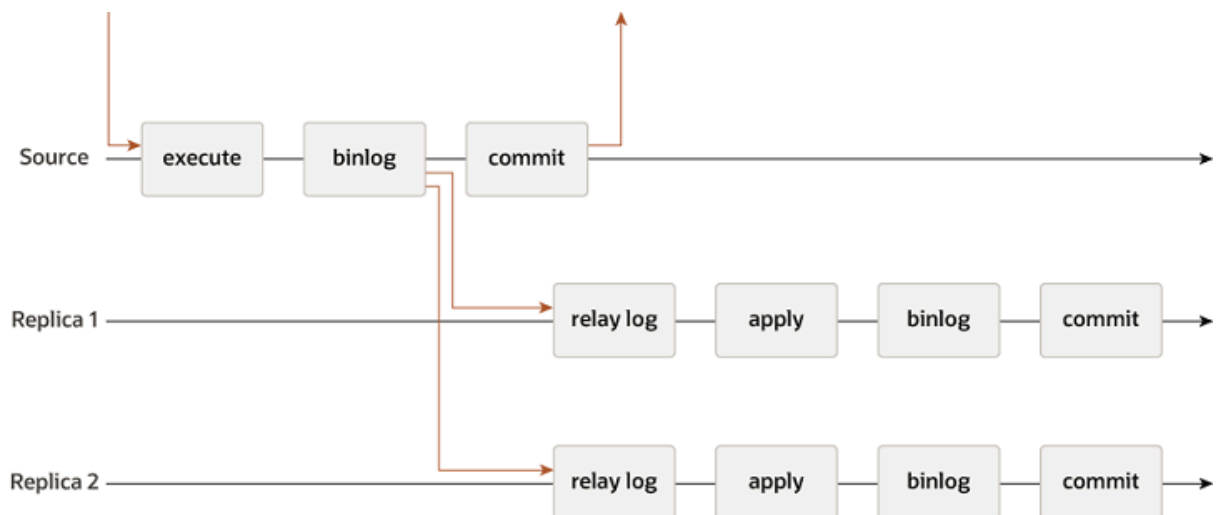 Source execute binlog commit
Replica 1 relay log apply binlog commit
Replica 2 relay log apply binlog commit